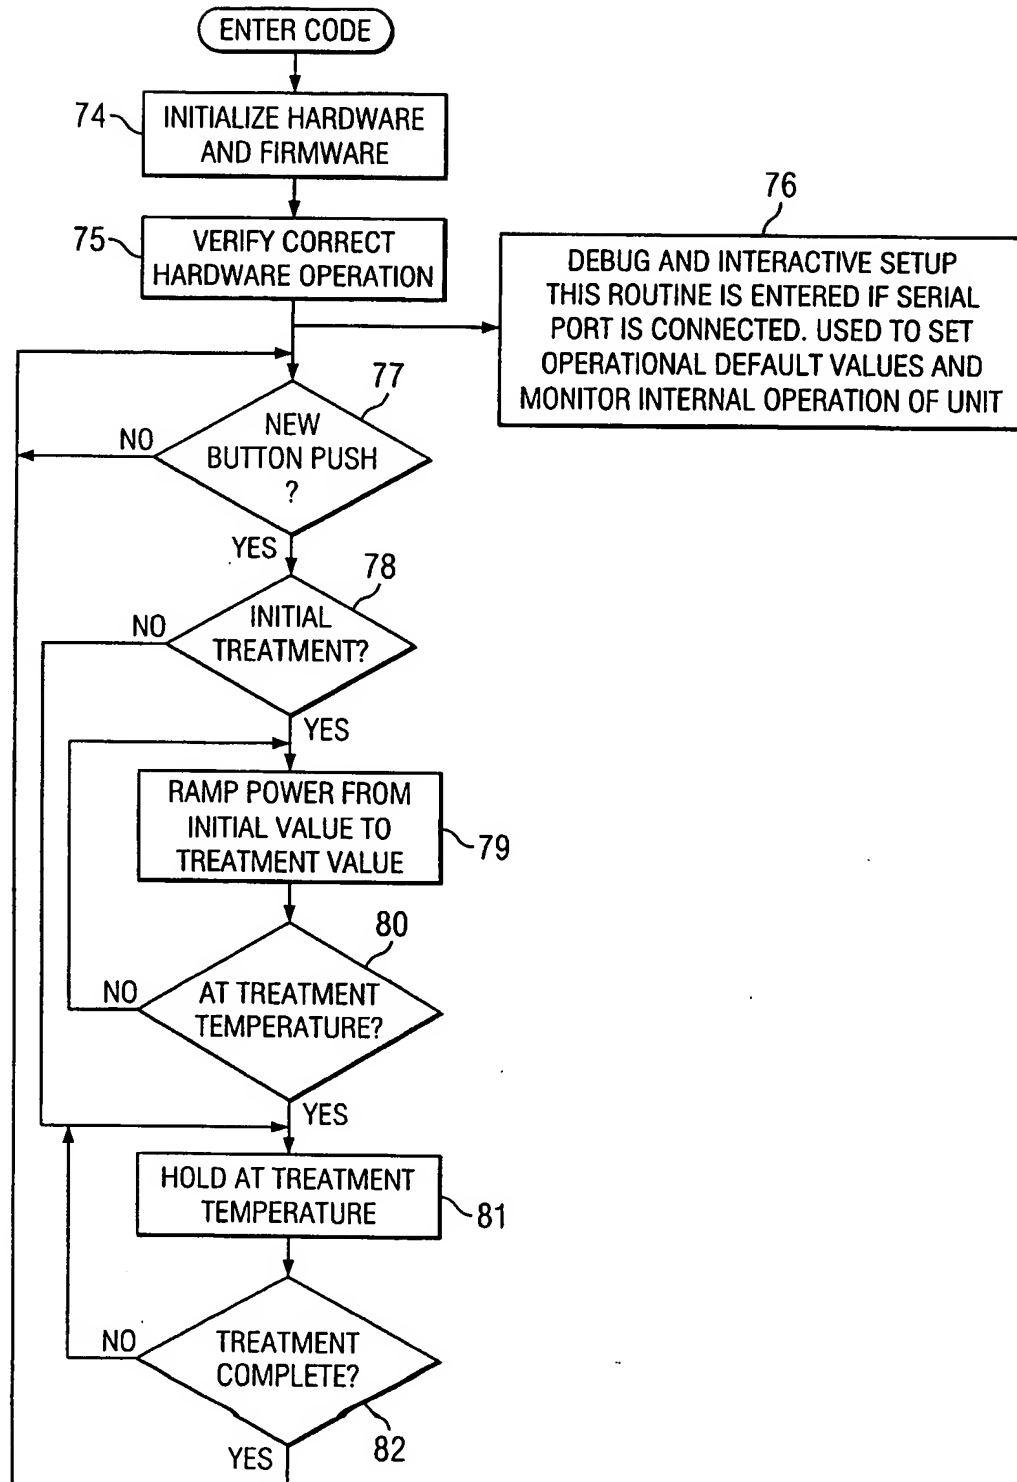 ENTER CODE
74
INITIALIZE HARDWARE
AND FIRMWARE
75
VERIFY CORRECT
HARDWARE OPERATION
76
DEBUG AND INTERACTIVE SETUP
THIS ROUTINE IS ENTERED IF SERIAL
PORT IS CONNECTED. USED TO SET
OPERATIONAL DEFAULT VALUES AND
MONITOR INTERNAL OPERATION OF UNIT
77
NO
NEW
BUTTON PUSH
?
YES
78
NO
INITIAL
TREATMENT?
YES
RAMP POWER FROM
INITIAL VALUE TO
TREATMENT VALUE
79
80
NO
AT TREATMENT
TEMPERATURE?
YES
HOLD AT TREATMENT
TEMPERATURE
81
NO
TREATMENT
COMPLETE?
82
YES